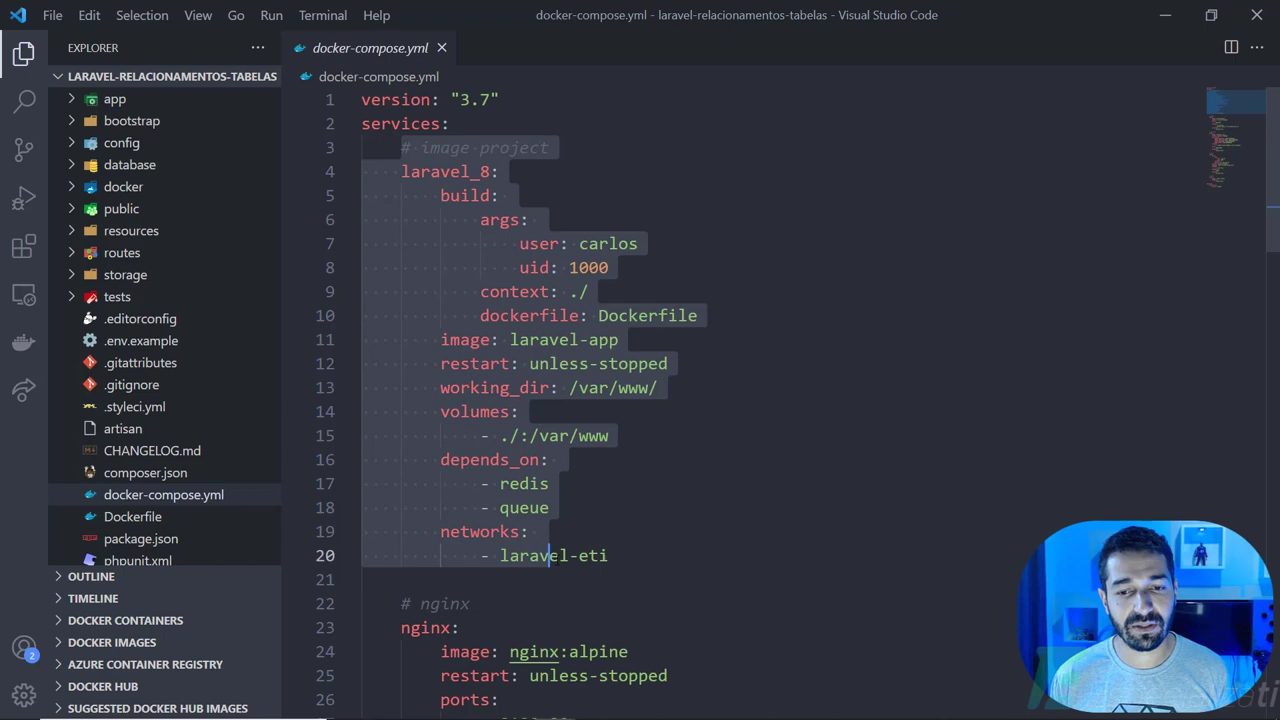 File Edit Selection View Go Run Terminal Help
docker-compose.yml - laravel-relacionamentos-tabelas - Visual Studio Code
EXPLORER
LARAVEL-RELACIONAMENTOS-TABELAS
app
bootstrap
config
database
docker
public
resources
routes
storage
tests
.editorconfig
.env.example
.gitattributes
.gitignore
.styleci.yml
artisan
CHANGELOG.md
composer.json
docker-compose.yml
Dockerfile
package.json
phpunit.xml
OUTLINE
TIMELINE
DOCKER CONTAINERS
DOCKER IMAGES
AZURE CONTAINER REGISTRY
DOCKER HUB
SUGGESTED DOCKER HUB IMAGES
2
docker-compose.yml
docker-compose.yml
1 version: "3.7"
2 services:
3 # image project
4 laravel_8:
5 build:
6 args:
7 user: carlos
8 uid: 1000
9 context: ./
10 dockerfile: Dockerfile
11 image: laravel-app
12 restart: unless-stopped
13 working_dir: /var/www/
14 volumes:
15 - ./:/var/www
16 depends_on:
17 - redis
18 - queue
19 networks:
20 - laravel-eti
21
22 # nginx
23 nginx:
24 image: nginx:alpine
25 restart: unless-stopped
26 ports: